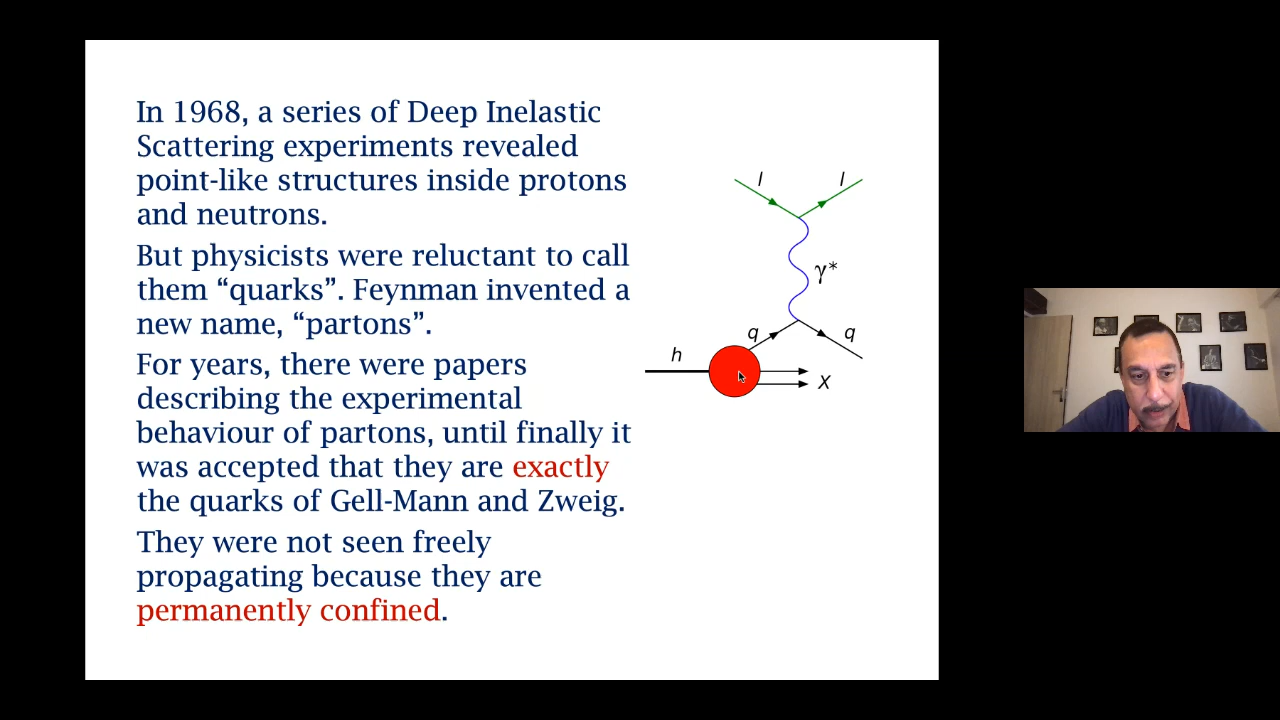 In 1968, a series of Deep Inelastic
Scattering experiments revealed
point-like structures inside protons
and neutrons.
But physicists were reluctant to call
them “quarks”. Feynman invented a
new name, “partons”.
For years, there were papers
describing the experimental
behaviour of partons, until finally it
was accepted that they are exactly
the quarks of Gell-Mann and Zweig.
They were not seen freely
propagating because they are
permanently confined.
l l
γ*
q q
h
X